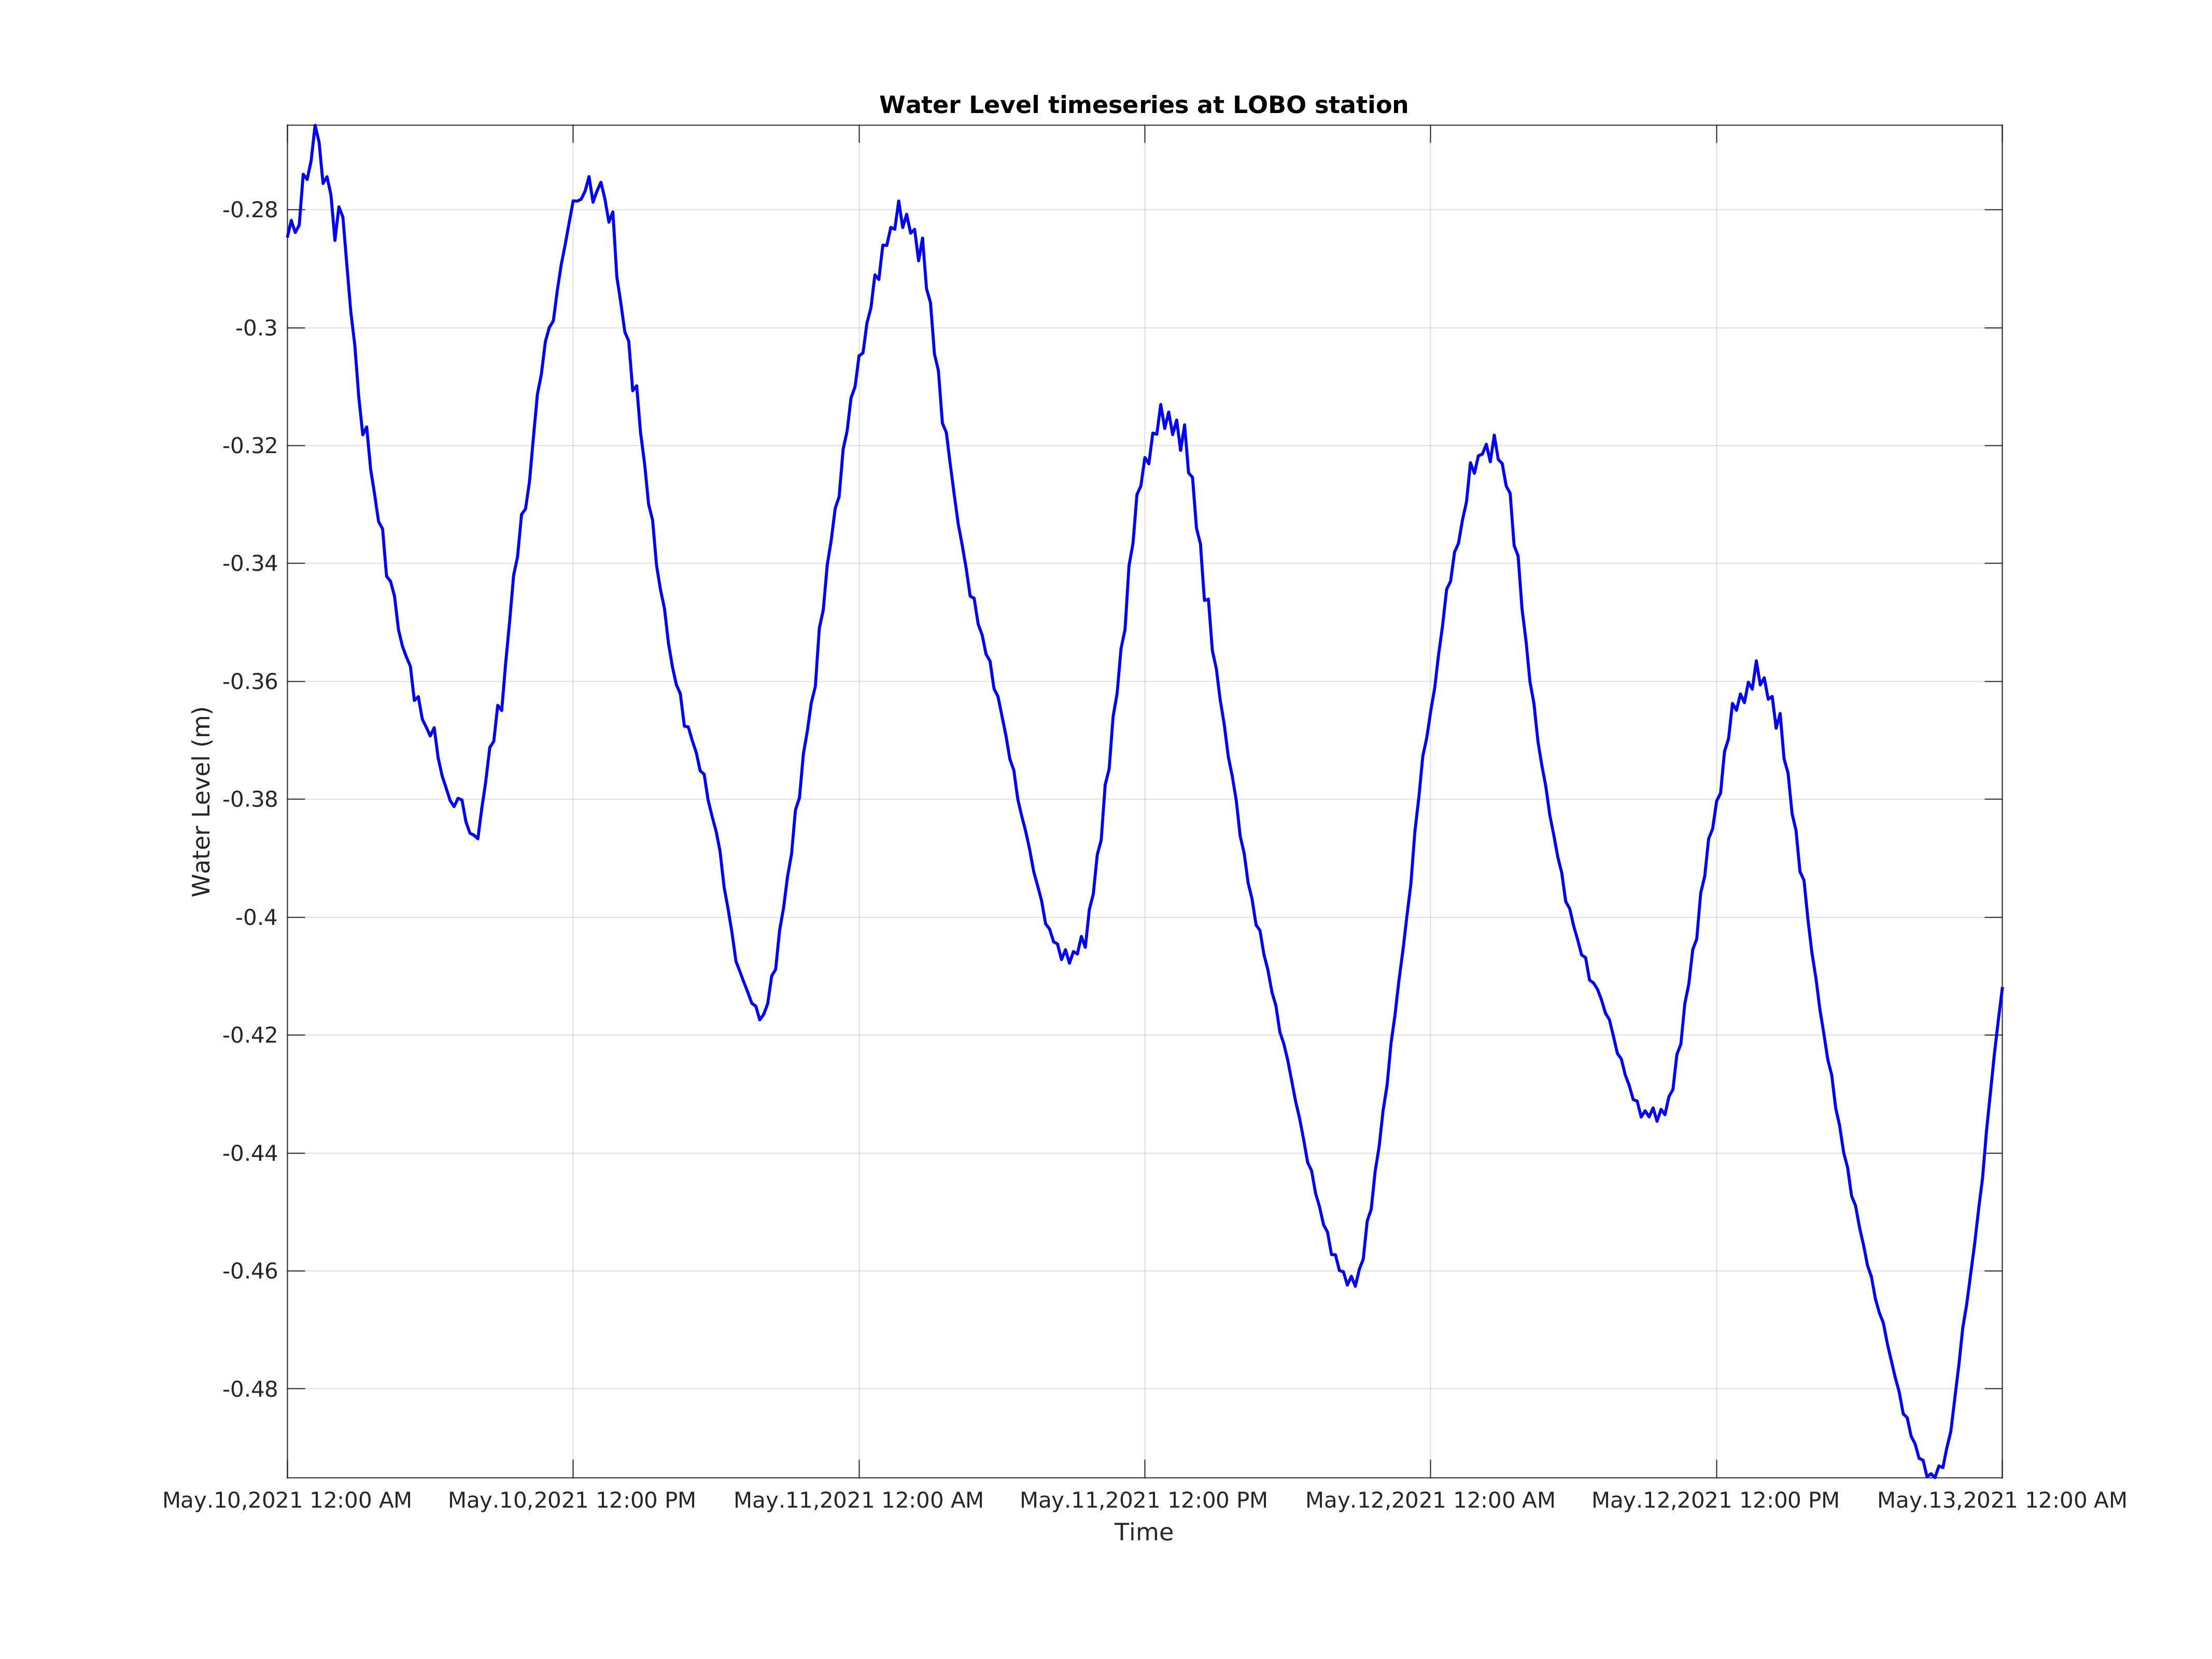 Water Level timeseries at LOBO station
-0.28
-0.3
-0.32
-0.34
-0.36
-0.38
-0.4
-0.42
-0.44
-0.46
-0.48
Water Level (m)
May.10,2021 12:00 AM May.10,2021 12:00 PM May.11,2021 12:00 AM May.11,2021 12:00 PM May.12,2021 12:00 AM May.12,2021 12:00 PM May.13,2021 12:00 AM
Time